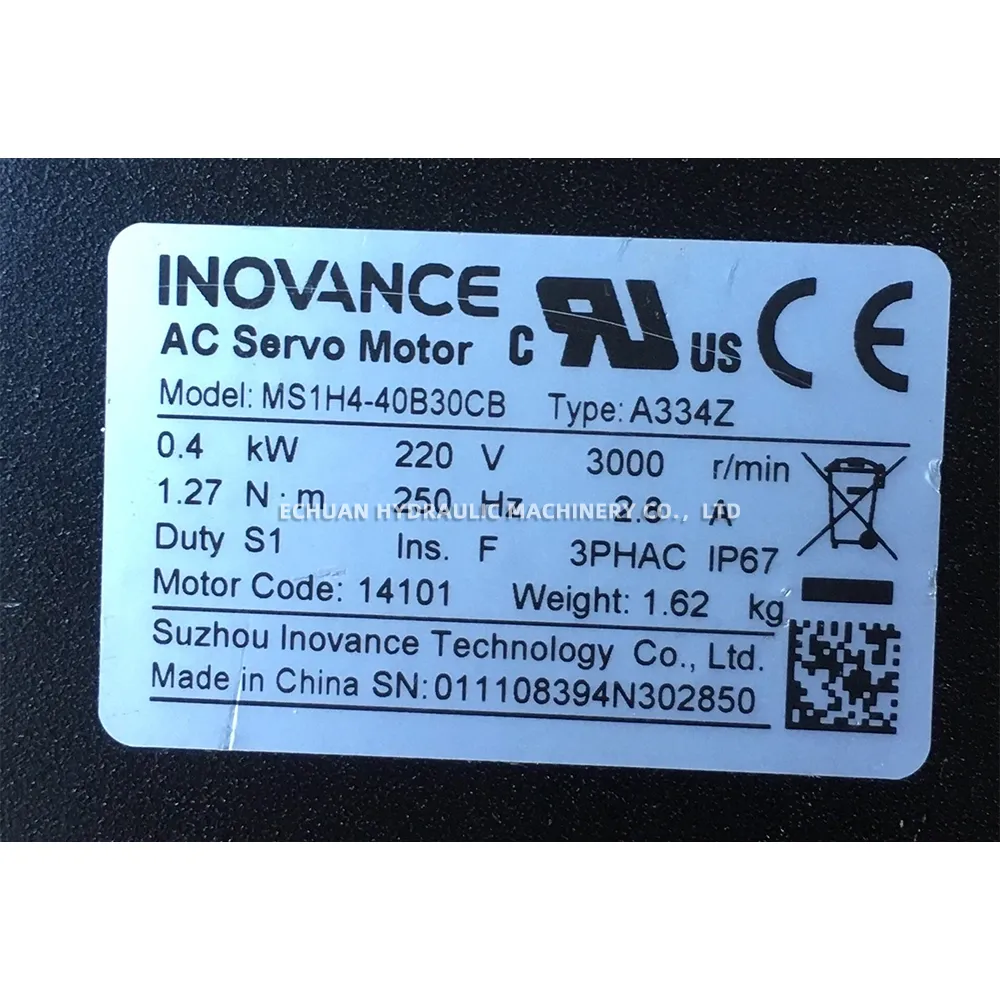 INOVANCE
AC Servo Motor C RU US CE
Model: MS1H4-40B30CB Type: A334Z
0.4 kW 220 V 3000 r/min
1.27 N·m 250 Hz 2.8 A
ECHUAN HYDRAULIC MACHINERY CO., LTD
Duty S1 Ins. F 3PHAC IP67
Motor Code: 14101 Weight: 1.62 kg
Suzhou Inovance Technology Co., Ltd.
Made in China SN: 011108394N302850